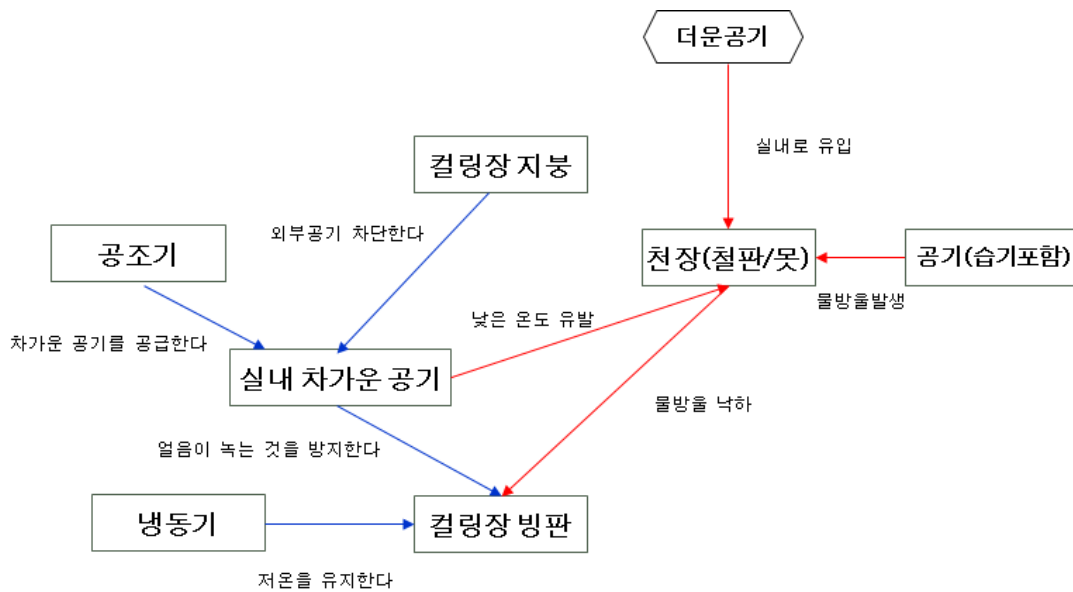 더운공기
실내로 유입
컬링장 지붕
외부공기 차단한다
공조기
천장(철판/못)
공기(습기포함)
물방울발생
낮은 온도 유발
차가운 공기를 공급한다
실내 차가운 공기
물방울 낙하
얼음이 녹는 것을 방지한다
냉동기
컬링장 빙판
저온을 유지한다